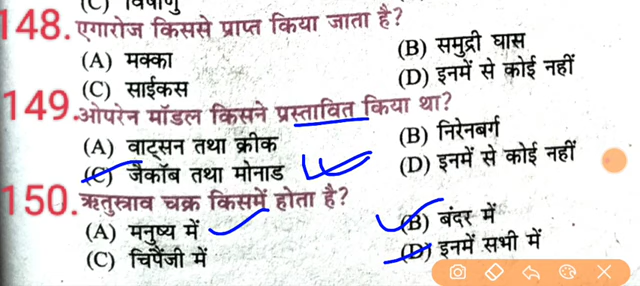 (C) विषाणु
148. एगारोज किससे प्राप्त किया जाता है?
(A) मक्का (B) समुद्री घास
(C) साईकस (D) इनमें से कोई नहीं
149. ओपरेन मॉडल किसने प्रस्तावित किया था?
(A) वाट्सन तथा क्रीक (B) निरेनबर्ग
(C) जैकॉब तथा मोनाड (D) इनमें से कोई नहीं
150. ऋतुस्त्राव चक्र किसमें होता है?
(A) मनुष्य में (B) बंदर में
(C) चिपैंजी में (D) इनमें सभी में